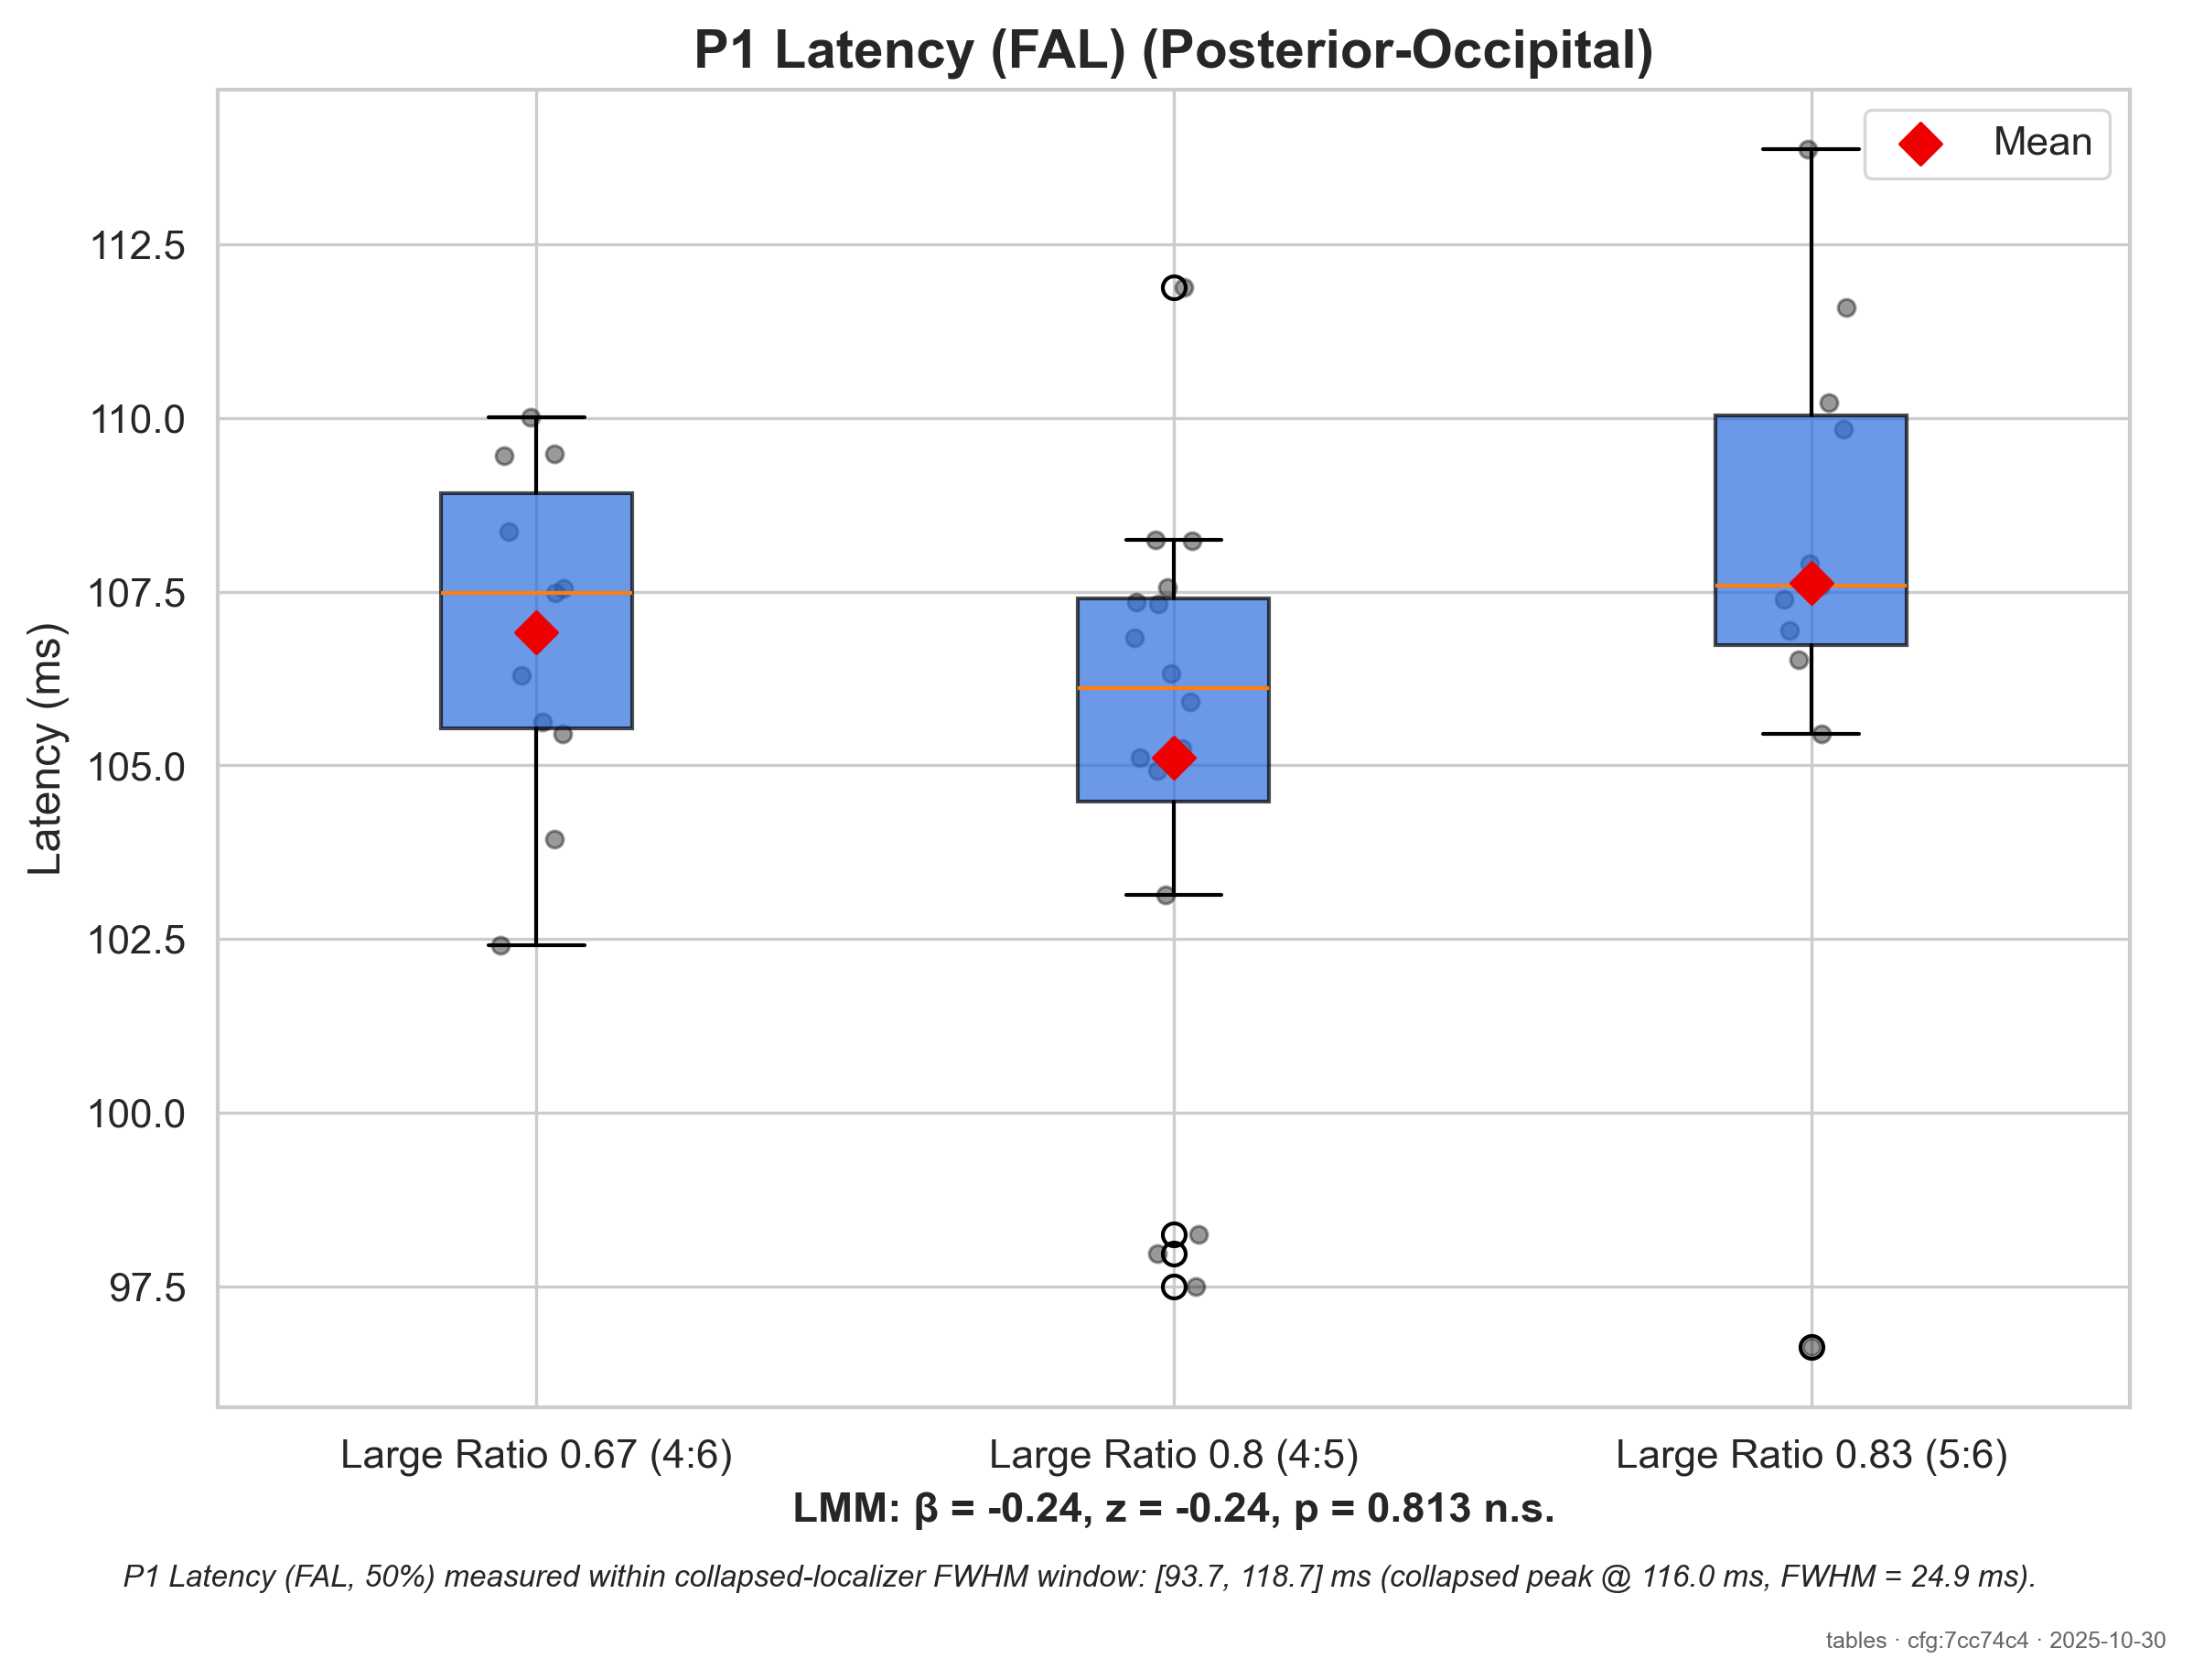 P1 Latency (FAL) (Posterior-Occipital)
Mean
Latency (ms)
112.5
110.0
107.5
105.0
102.5
100.0
97.5
Large Ratio 0.67 (4:6)
Large Ratio 0.8 (4:5)
Large Ratio 0.83 (5:6)
LMM: β = -0.24, z = -0.24, p = 0.813 n.s.
P1 Latency (FAL, 50%) measured within collapsed-localizer FWHM window: [93.7, 118.7] ms (collapsed peak @ 116.0 ms, FWHM = 24.9 ms).
tables · cfg:7cc74c4 · 2025-10-30